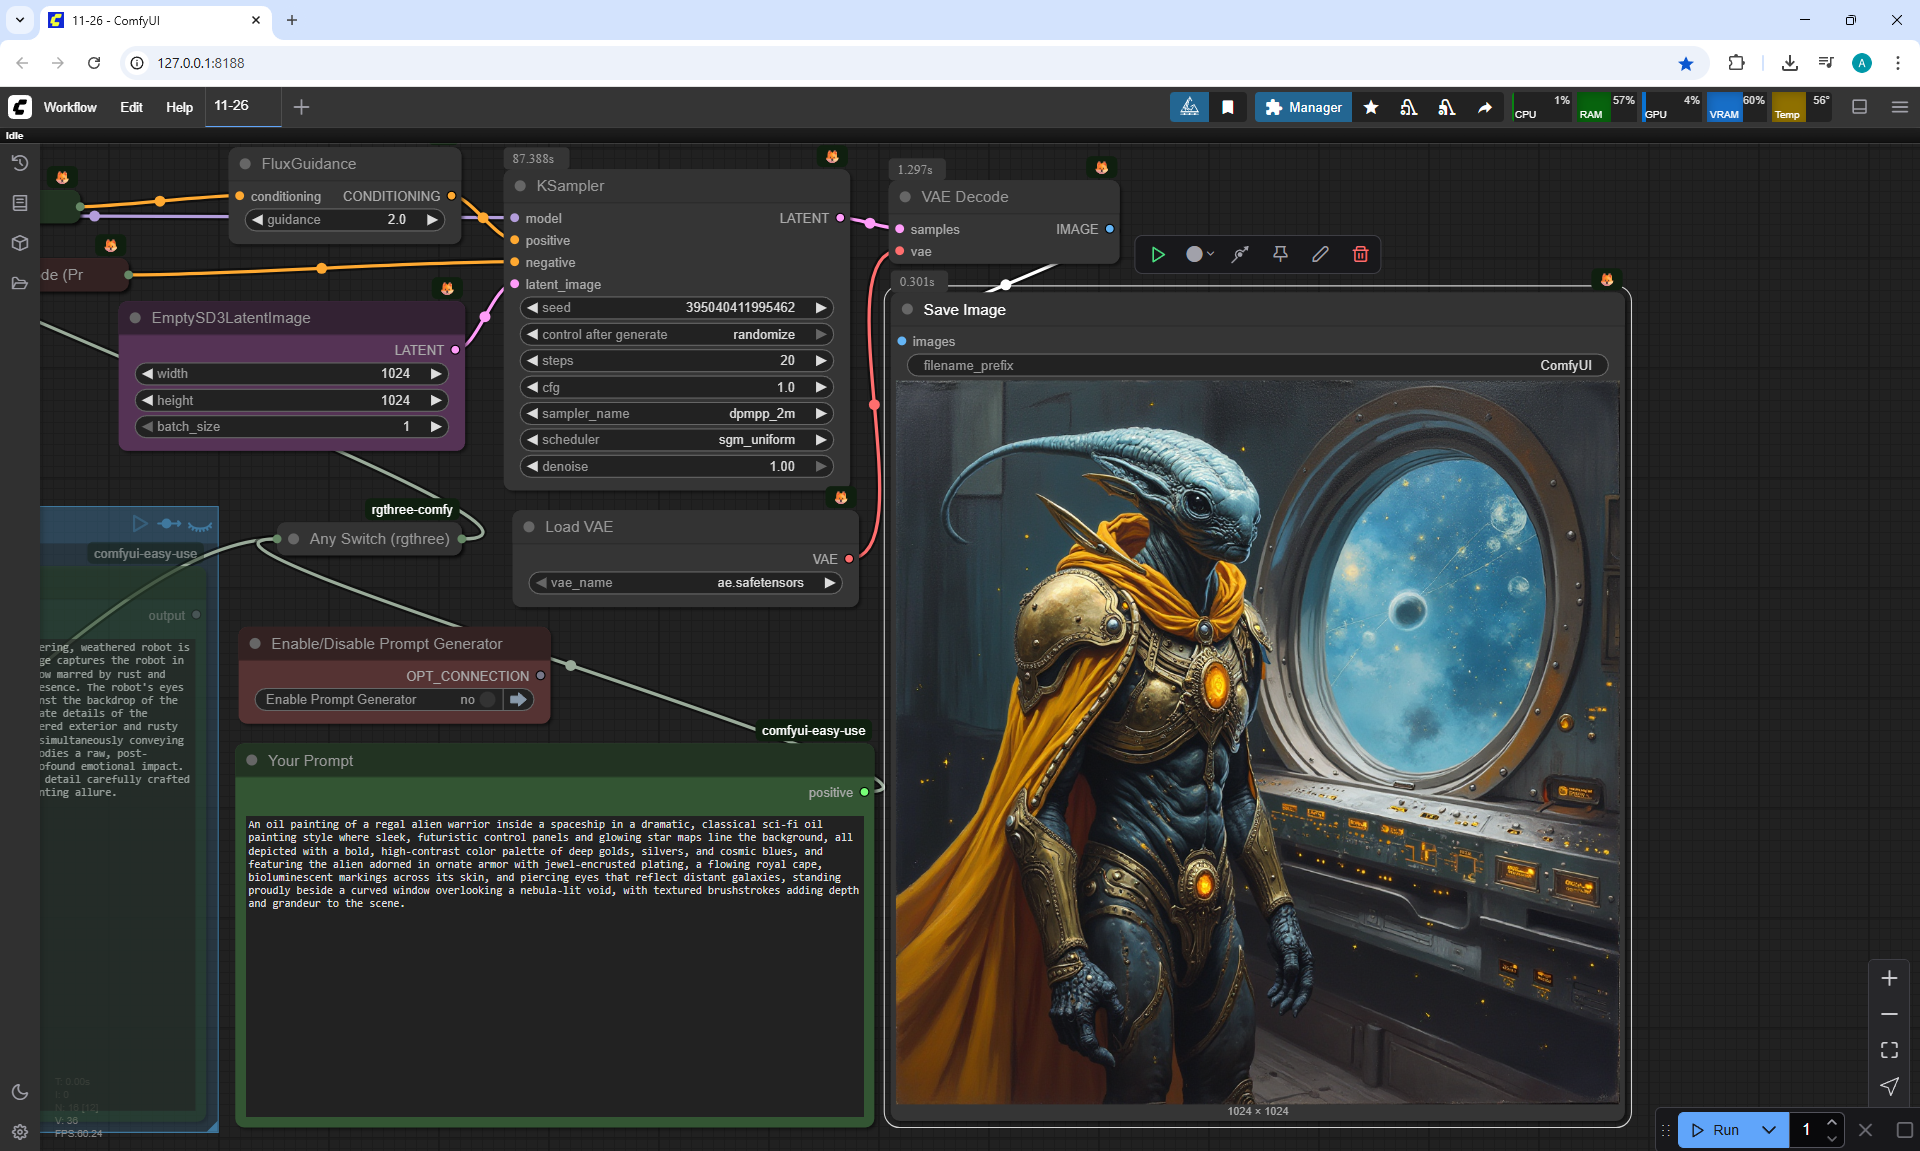 11-26 - ComfyUI
127.0.0.1:8188
Workflow Edit Help 11-26
Manager
CPU 1% RAM 57% GPU 4% VRAM 60% Temp 56°
Idle
FluxGuidance
conditioning CONDITIONING
guidance 2.0
de (Pr
EmptySD3LatentImage
LATENT
width 1024
height 1024
batch_size 1
87.388s
KSampler
model LATENT
positive
negative
latent_image
seed 395040411995462
control after generate randomize
steps 20
cfg 1.0
sampler_name dpmpp_2m
scheduler sgm_uniform
denoise 1.00
1.297s
VAE Decode
samples IMAGE
vae
0.301s
Save Image
images
filename_prefix ComfyUI
1024 × 1024
rgthree-comfy
Any Switch (rgthree)
Load VAE
VAE
vae_name ae.safetensors
comfyui-easy-use
output
ering, weathered robot is
ge captures the robot in
ow marred by rust and
esence. The robot's eyes
nst the backdrop of the
ate details of the
ered exterior and rusty
simultaneously conveying
odies a raw, post-
ofound emotional impact.
detail carefully crafted
nting allure.
Enable/Disable Prompt Generator
OPT_CONNECTION
Enable Prompt Generator no
comfyui-easy-use
Your Prompt
positive
An oil painting of a regal alien warrior inside a spaceship in a dramatic, classical sci-fi oil
painting style where sleek, futuristic control panels and glowing star maps line the background, all
depicted with a bold, high-contrast color palette of deep golds, silvers, and cosmic blues, and
featuring the alien adorned in ornate armor with jewel-encrusted plating, a flowing royal cape,
bioluminescent markings across its skin, and piercing eyes that reflect distant galaxies, standing
proudly beside a curved window overlooking a nebula-lit void, with textured brushstrokes adding depth
and grandeur to the scene.
T: 0.00s
I: 0
V: 36
FPS:60.24
Run 1
A